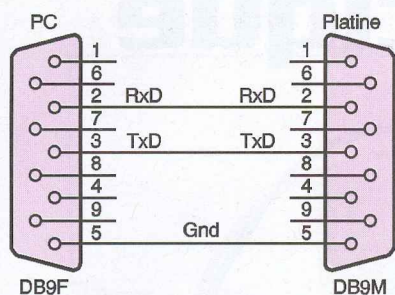 PC Platine
1 1
6 6
2 RxD RxD 2
7 7
3 TxD TxD 3
8 8
4 4
9 9
5 Gnd 5
DB9F DB9M